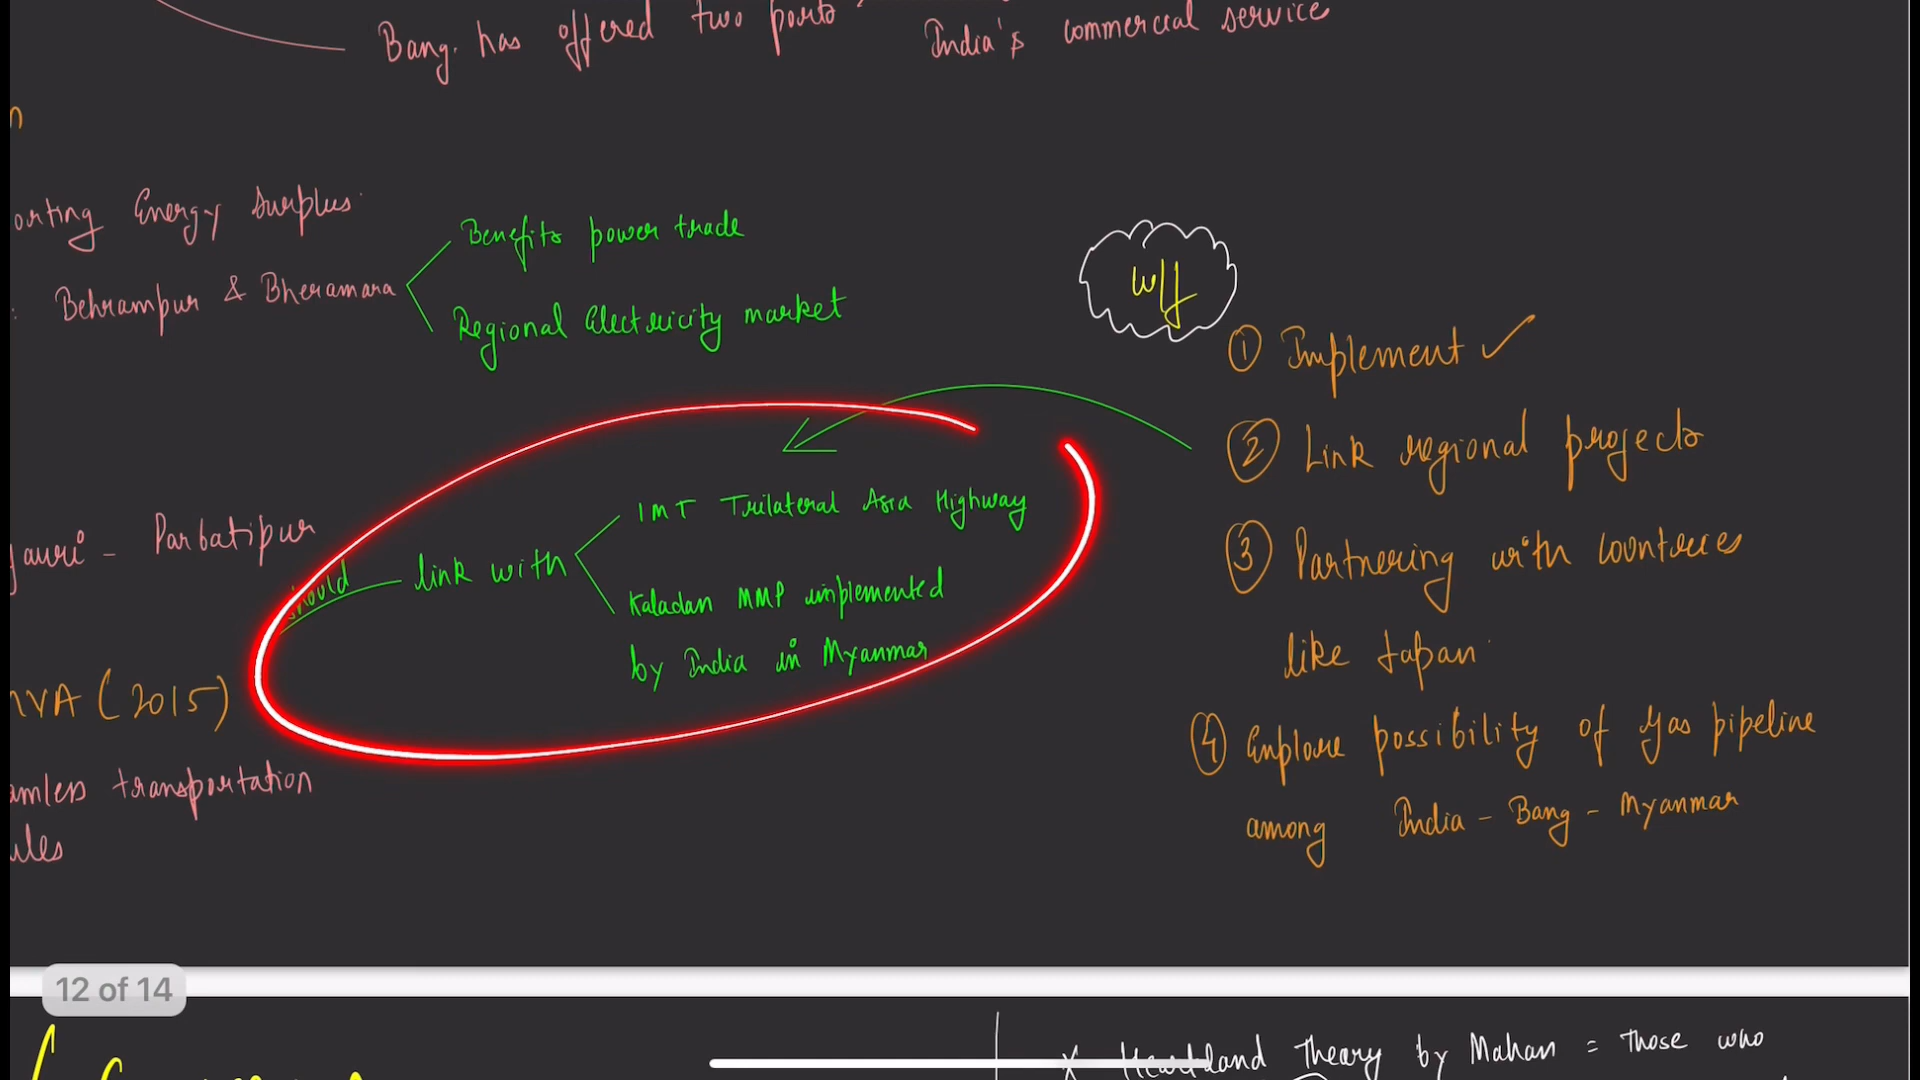 Bang. has offered two ports
India's commercial service
n
orting Energy Surplus
: Behrampur & Bheramara
Benefits power trade
Regional Electricity market
W/f
① Implement ✓
② Link regional projects
③ Partnering with countries
like Japan
④ Explore possibility of gas pipeline
among India - Bang - Myanmar
should link with
IMT Trilateral Asia Highway
Kaladan MMP implemented
by India in Myanmar
- Parbatipur
(2015)
amless transportation
ules
12 of 14
x Heartland Theory by Mahan = Those who